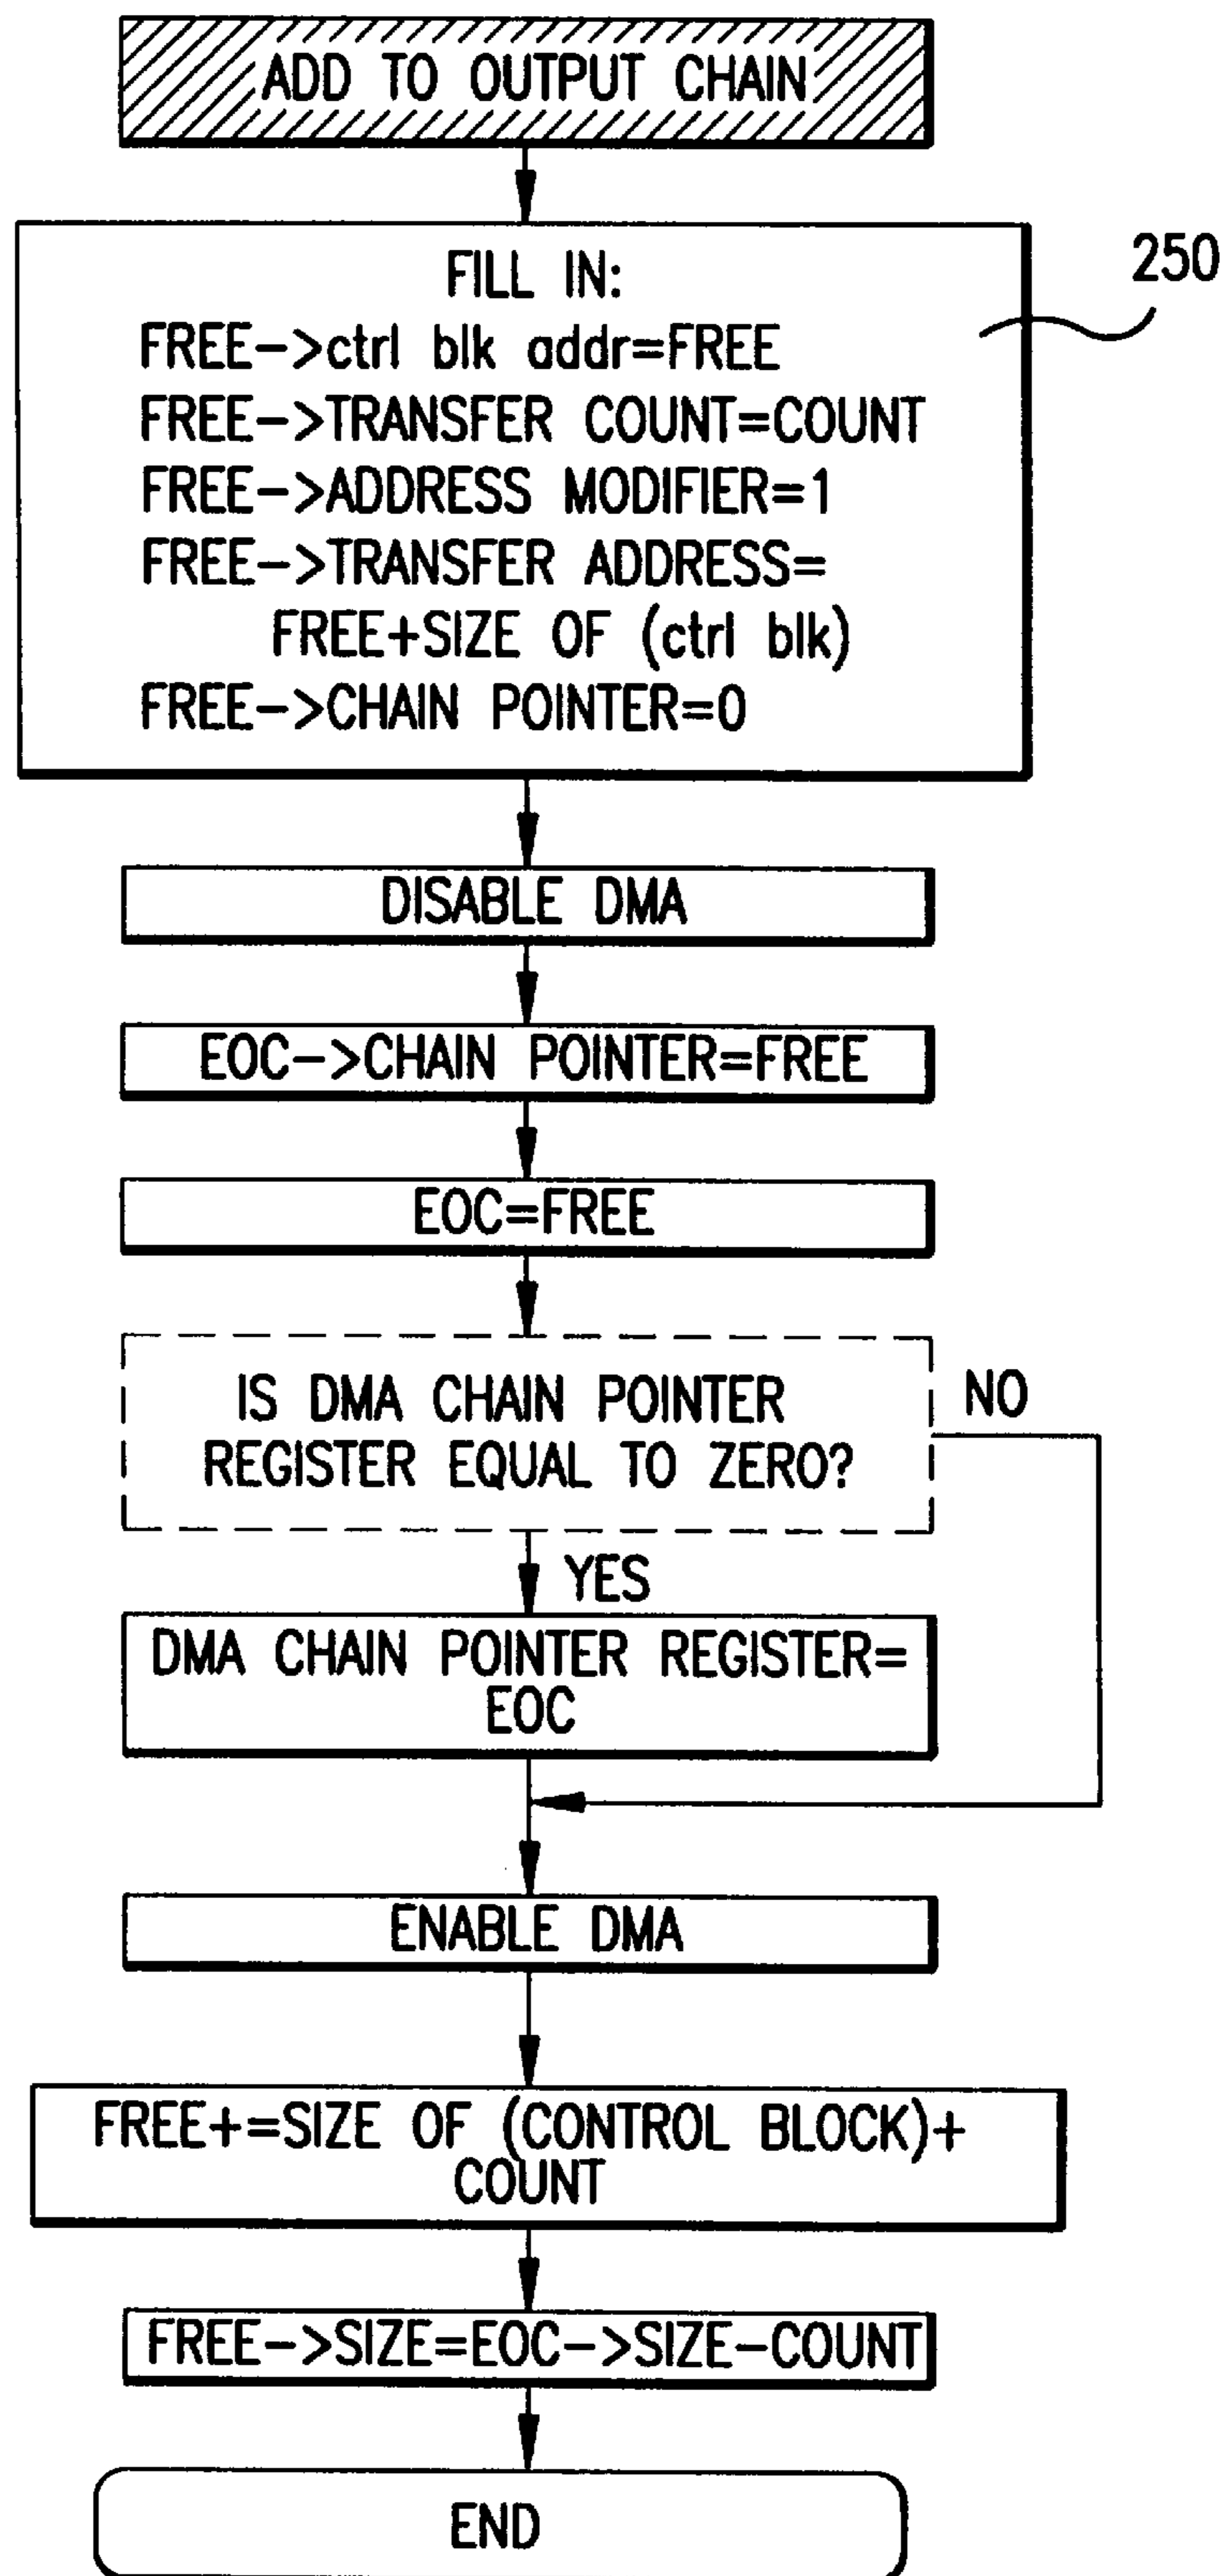 ADD TO OUTPUT CHAIN
FILL IN:
250
FREE->ctrl blk addr=FREE
FREE->TRANSFER COUNT=COUNT
FREE->ADDRESS MODIFIER=1
FREE->TRANSFER ADDRESS=
FREE+SIZE OF (ctrl blk)
FREE->CHAIN POINTER=0
DISABLE DMA
EOC->CHAIN POINTER=FREE
EOC=FREE
IS DMA CHAIN POINTER
REGISTER EQUAL TO ZERO?
NO
YES
DMA CHAIN POINTER REGISTER=
EOC
ENABLE DMA
FREE+=SIZE OF (CONTROL BLOCK)+
COUNT
FREE->SIZE=EOC->SIZE-COUNT
END